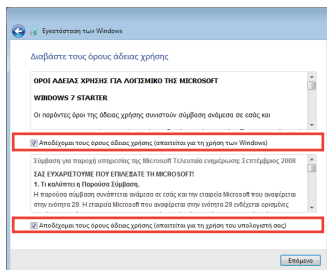 Εγκατάσταση των Windows
Διαβάστε τους όρους άδειας χρήσης
ΟΡΟΙ ΑΔΕΙΑΣ ΧΡΗΣΗΣ ΓΙΑ ΛΟΓΙΣΜΙΚΟ ΤΗΣ MICROSOFT
WINDOWS 7 STARTER
Οι παρόντες όροι της άδειας χρήσης συνιστούν σύμβαση ανάμεσα σε εσάς και
Αποδέχομαι τους όρους άδειας χρήσης (απαιτείται για τη χρήση των Windows)
Σύμβαση για παροχή υπηρεσίας της Microsoft Τελευταία ενημέρωση: Σεπτέμβριος 2008
ΣΑΣ ΕΥΧΑΡΙΣΤΟΥΜΕ ΠΟΥ ΕΠΙΛΕΞΑΤΕ ΤΗ MICROSOFT!
1. Τι καλύπτει η Παρούσα Σύμβαση.
Η παρούσα σύμβαση συνάπτεται ανάμεσα σε εσάς και την εταιρεία Microsoft που αναφέρεται
στην ενότητα 29. Η εταιρεία Microsoft που αναφέρεται στην ενότητα 29 ενδέχεται ορισμένες
Αποδέχομαι τους όρους άδειας χρήσης (απαιτείται για τη χρήση του υπολογιστή σας)
Επόμενο